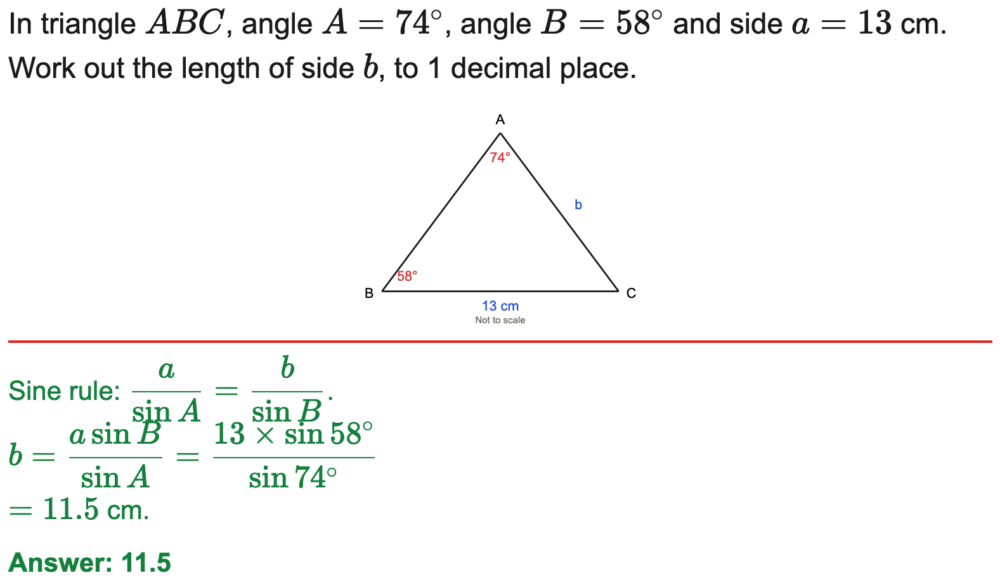 In triangle ABC, angle A = 74°, angle B = 58° and side a = 13 cm.
Work out the length of side b, to 1 decimal place.
A
74°
b
58°
B
C
13 cm
Not to scale
Sine rule: a/sin A = b/sin B.
b = a sin B/sin A = 13 × sin 58°/sin 74°
= 11.5 cm.
Answer: 11.5